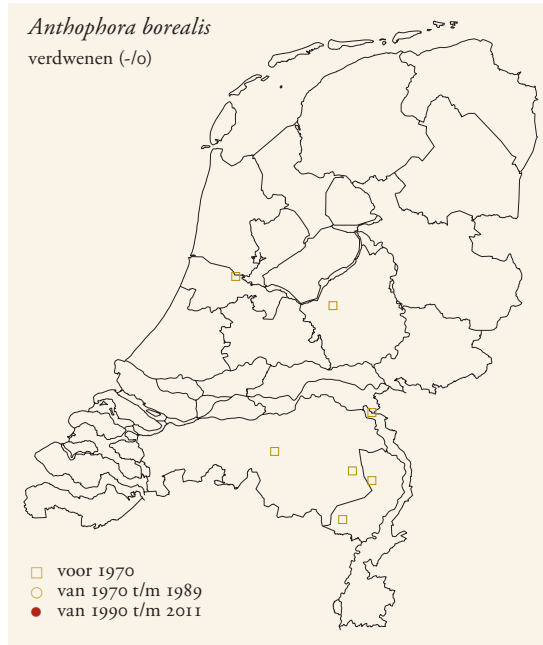 Anthophora borealis
verdwenen (-/0)
voor 1970
van 1970 t/m 1989
van 1990 t/m 2011